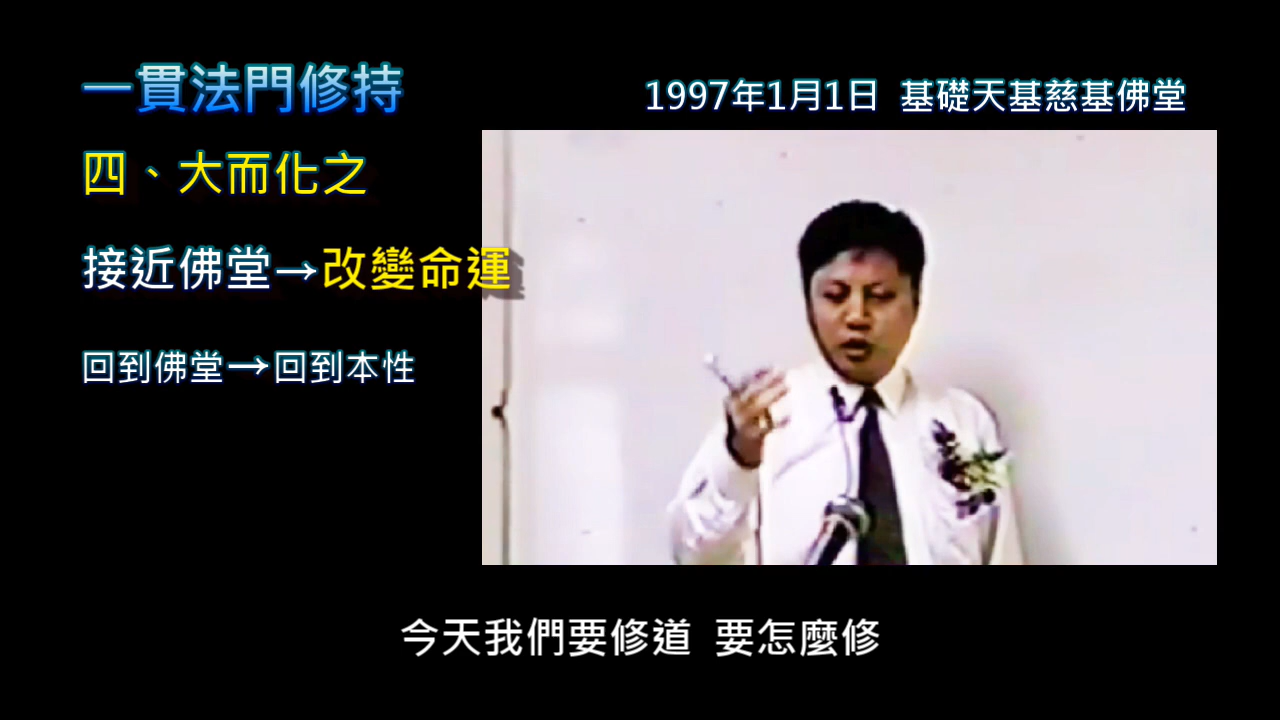 一貫法門修持
1997年1月1日 基礎天基慈基佛堂
四、大而化之
接近佛堂→改變命運
回到佛堂→回到本性
今天我們要修道 要怎麼修